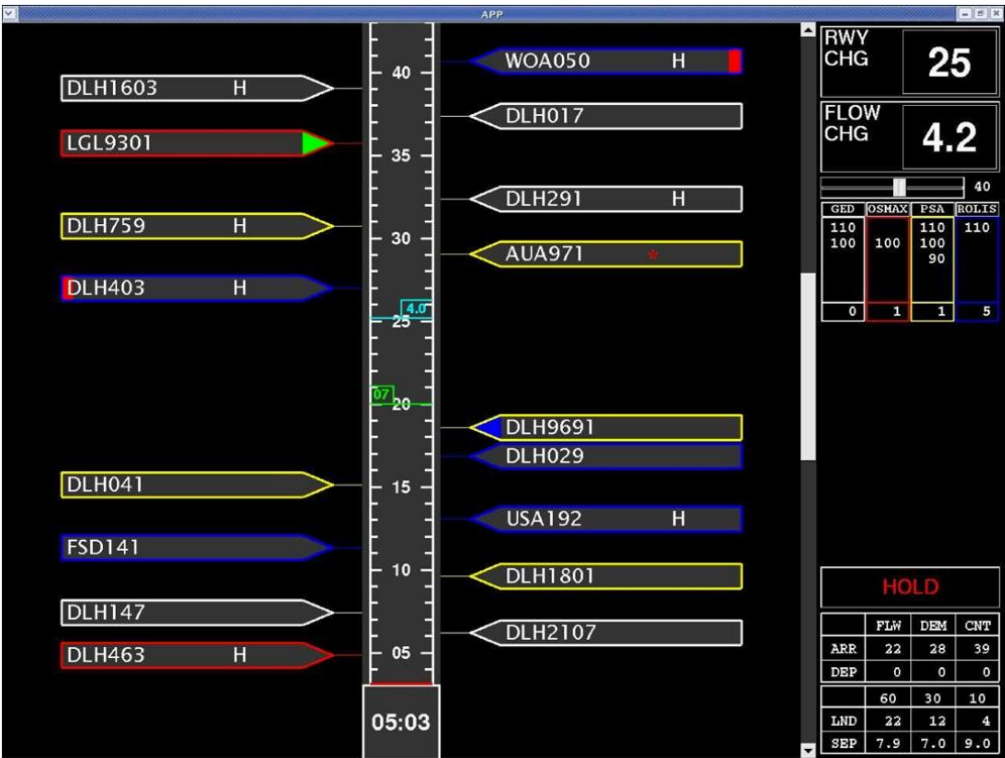 APP
WOA050 H
40
DLH1603 H
DLH017
LGL9301
35
DLH291 H
DLH759 H
30
AUA971 *
DLH403 H
4.0
25
07
20
DLH9691
DLH029
DLH041
15
USA192 H
FSD141
10
DLH1801
DLH147
DLH2107
DLH463 H
05
05:03
RWY
CHG 25
FLOW
CHG 4.2
40
GED OSMAX PSA ROLIS
110 110 110
100 100 100
90
0 1 1 5
HOLD
FLW DEM CNT
ARR 22 28 39
DEP 0 0 0
60 30 10
LND 22 12 4
SEP 7.9 7.0 9.0